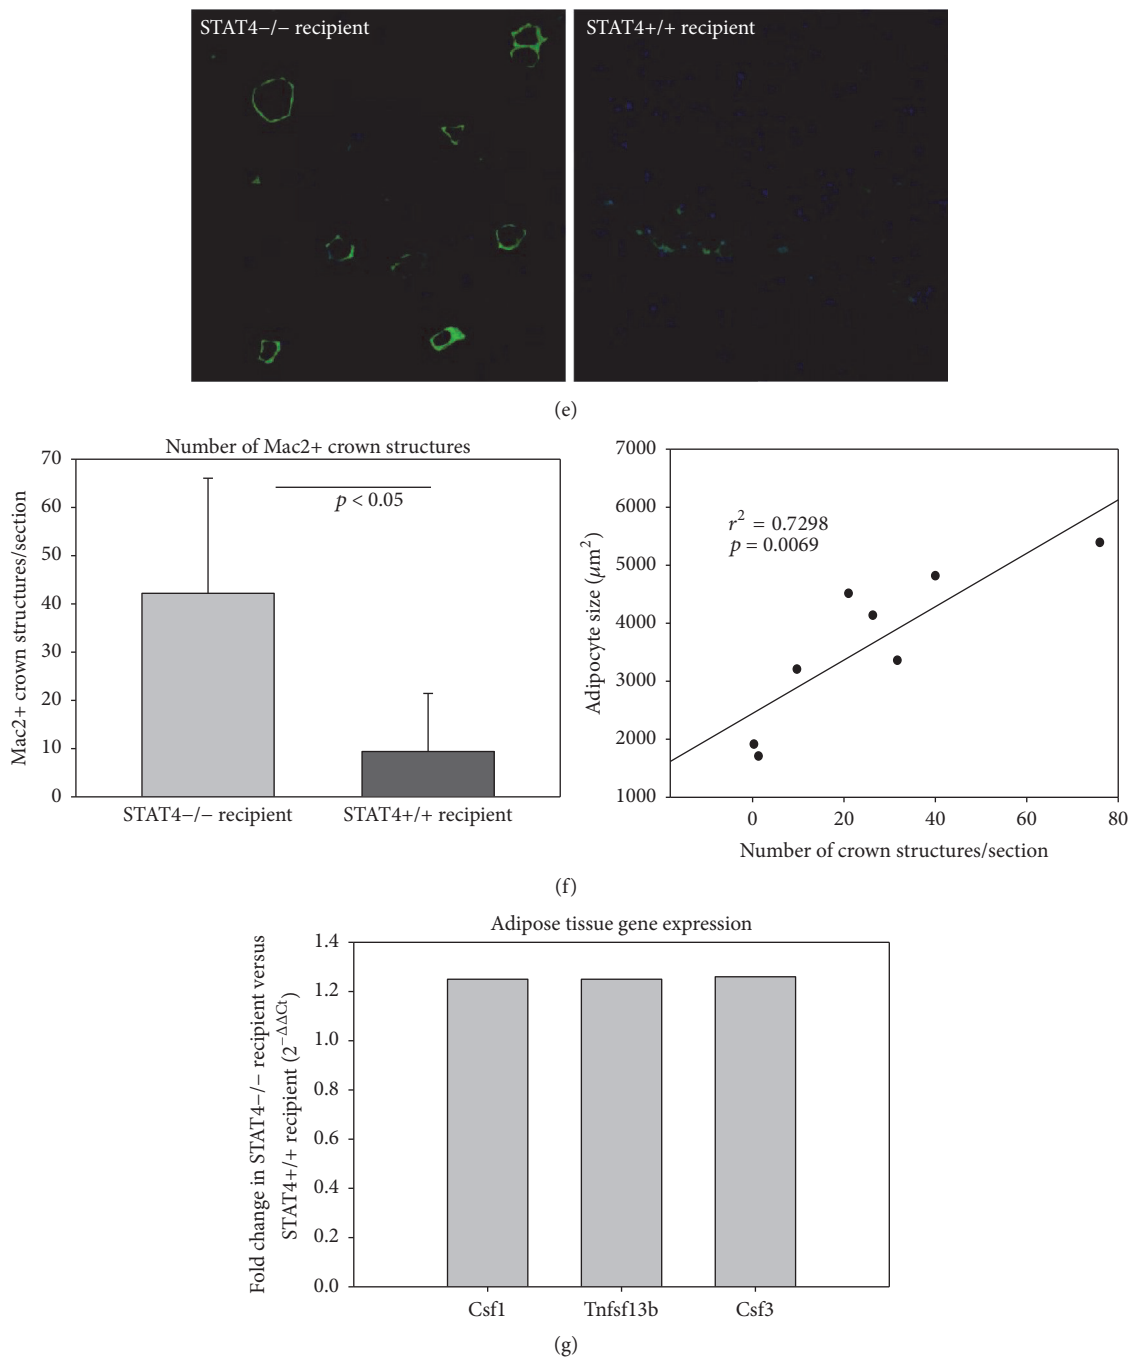 STAT4−/− recipient
STAT4+/+ recipient
(e)
Number of Mac2+ crown structures
Mac2+ crown structures/section
70
60
50
40
30
20
10
0
p < 0.05
STAT4−/− recipient
STAT4+/+ recipient
Adipocyte size (μm²)
7000
6000
5000
4000
3000
2000
1000
r² = 0.7298
p = 0.0069
0
20
40
60
80
Number of crown structures/section
(f)
Adipose tissue gene expression
Fold change in STAT4−/− recipient versus
STAT4+/+ recipient (2^−ΔΔCt)
1.4
1.2
1.0
0.8
0.6
0.4
0.2
0.0
Csf1
Tnfsf13b
Csf3
(g)